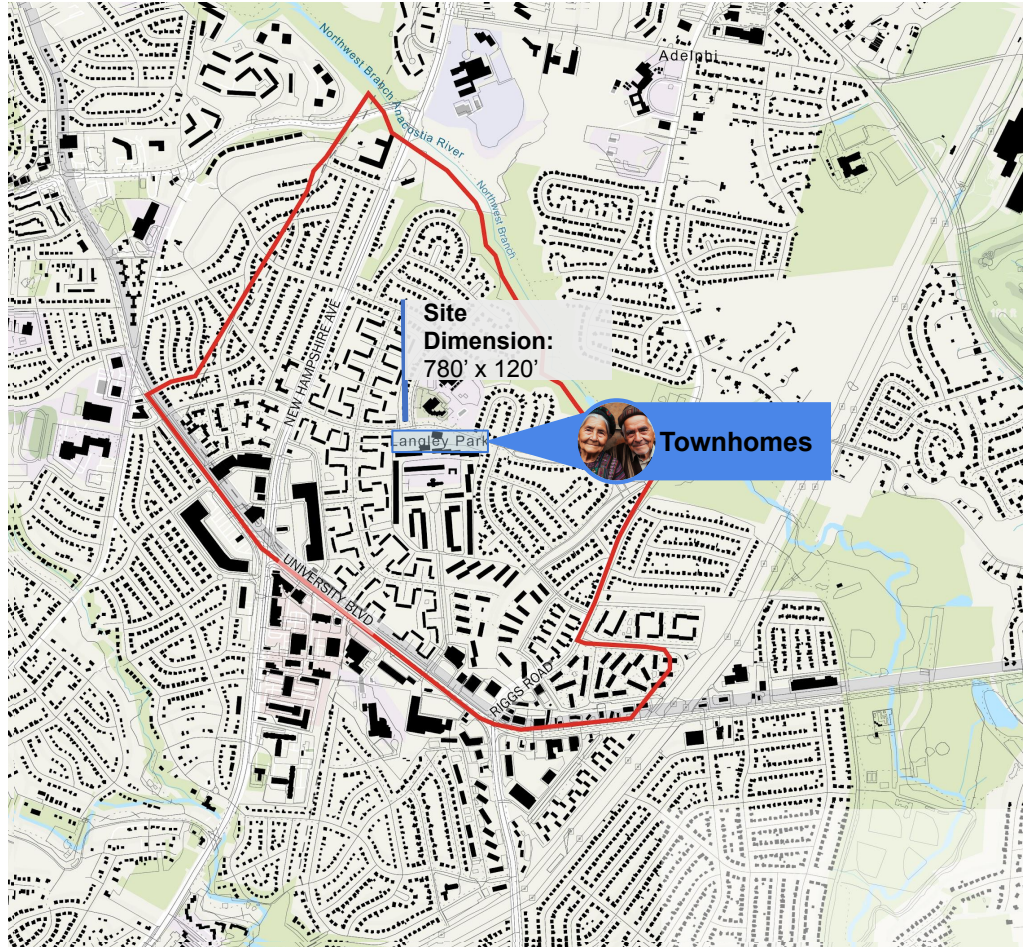 Northwest Branch Anacostia River
Adelphi
Northwest Branch
NEW HAMPSHIRE AVE
Site
Dimension:
780’ x 120’
Langley Park
Townhomes
UNIVERSITY BLVD
RIGGS ROAD